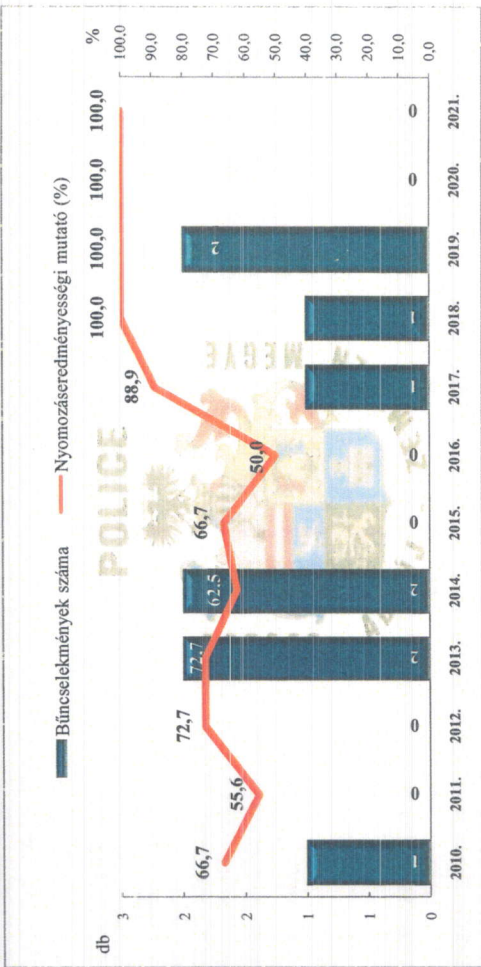 Bűncselekmények száma Nyomozáseredményességi mutató (%)
db %
3
2
2
1
1
0
100,0
90,0
80,0
70,0
60,0
50,0
40,0
30,0
20,0
10,0
0,0
66,7 55,6 72,7 72,7 62,5 66,7 50,0 88,9 100,0 100,0 100,0 100,0
1 0 0 2 2 0 0 1 1 2 0 0
2010. 2011. 2012. 2013. 2014. 2015. 2016. 2017. 2018. 2019. 2020. 2021.
POLICE
MEGYE